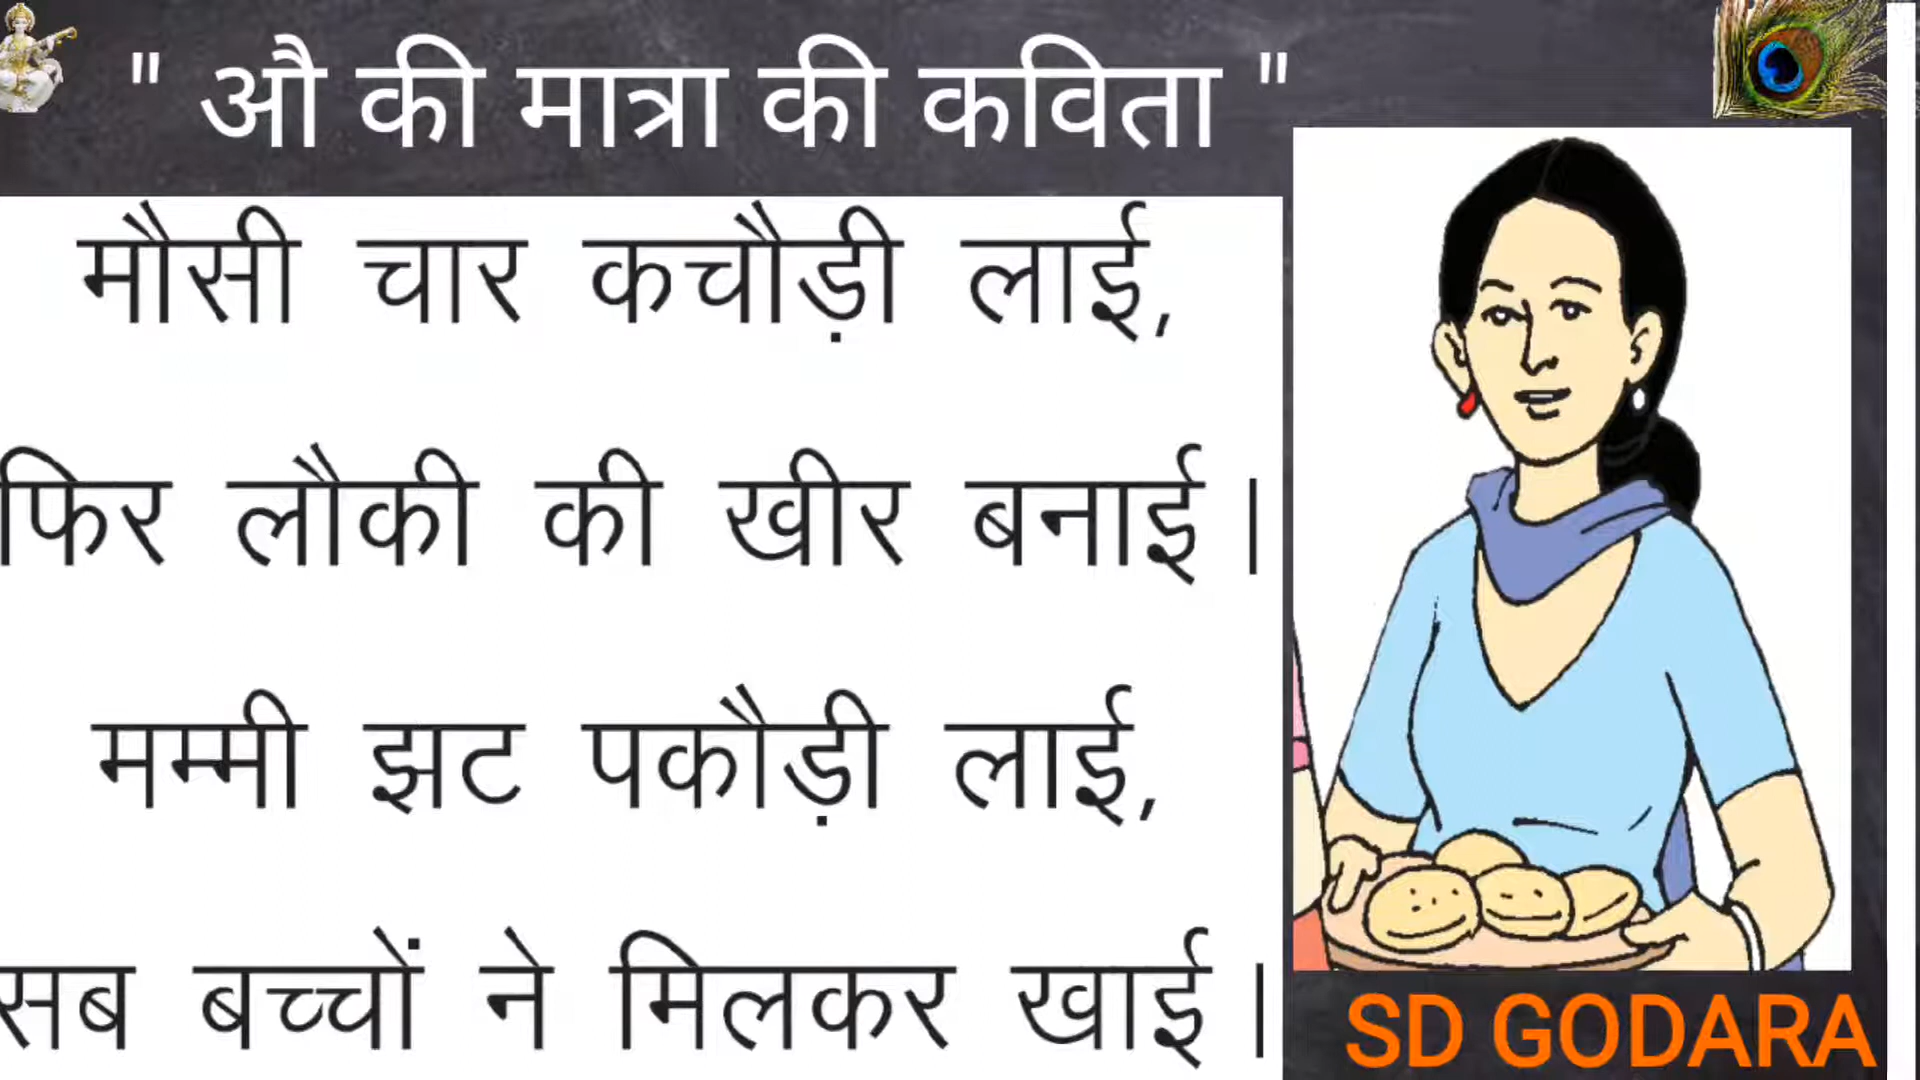 " औ की मात्रा की कविता "
मौसी चार कचौड़ी लाई,
फिर लौकी की खीर बनाई |
मम्मी झट पकौड़ी लाई,
सब बच्चों ने मिलकर खाई |
SD GODARA